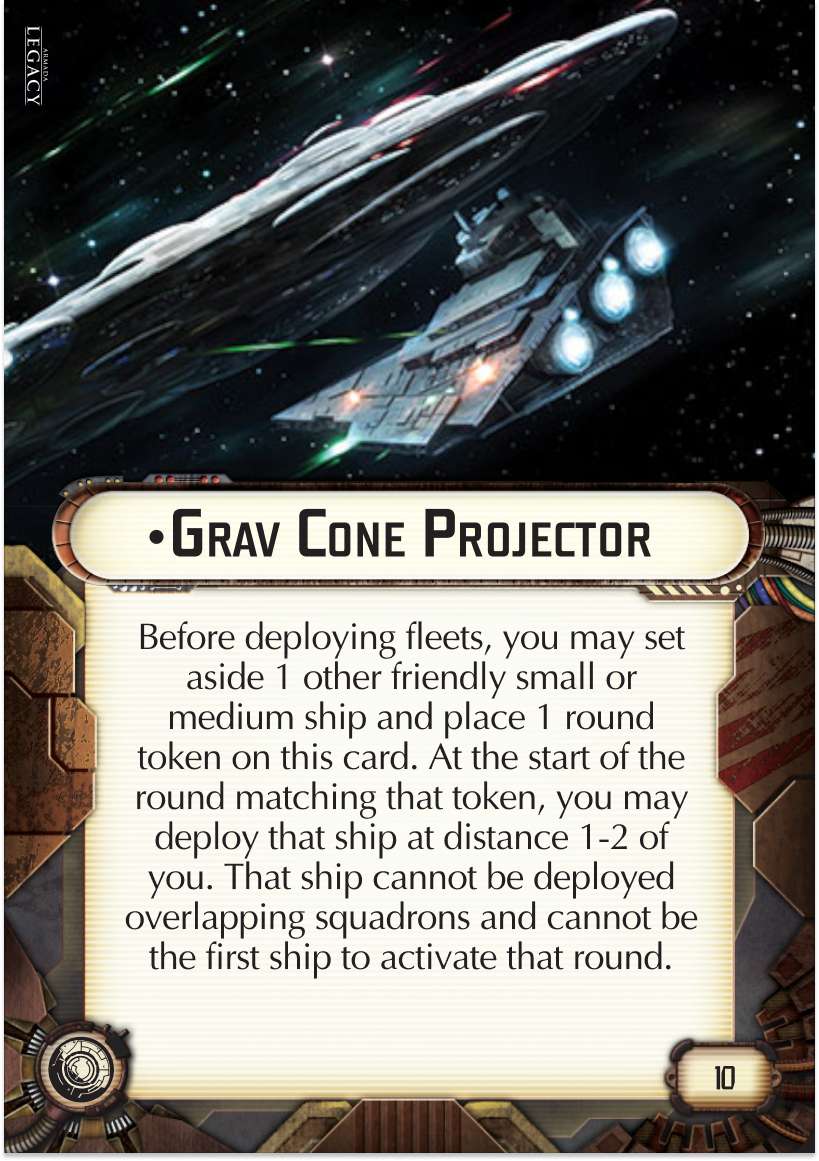 ARMADA
LEGACY
•GRAV CONE PROJECTOR
Before deploying fleets, you may set
aside 1 other friendly small or
medium ship and place 1 round
token on this card. At the start of the
round matching that token, you may
deploy that ship at distance 1-2 of
you. That ship cannot be deployed
overlapping squadrons and cannot be
the first ship to activate that round.
10